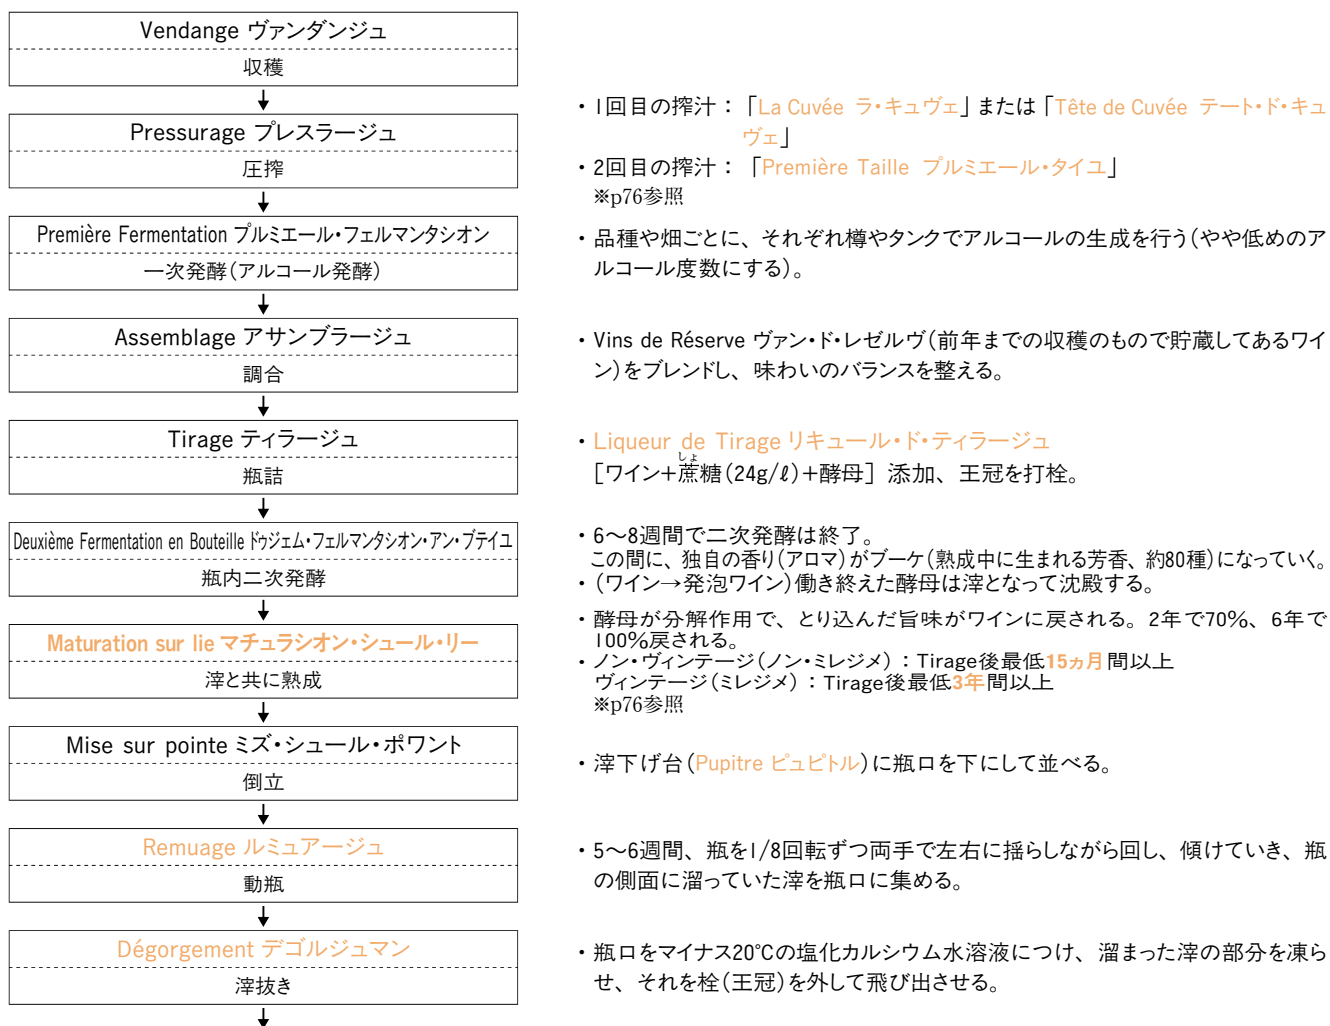 Vendange ヴァンダンジュ
収穫
Pressurage プレスラージュ
圧搾
・1回目の搾汁：「La Cuvée ラ・キュヴェ」または「Tête de Cuvée テート・ド・キュ
ヴェ」
・2回目の搾汁：「Première Taille プルミエール・タイユ」
※p76参照
Première Fermentation プルミエール・フェルマンタシオン
一次発酵（アルコール発酵）
・品種や畑ごとに、それぞれ樽やタンクでアルコールの生成を行う（やや低めのア
ルコール度数にする）。
Assemblage アサンブラージュ
調合
・Vins de Réserve ヴァン・ド・レゼルヴ（前年までの収穫のもので貯蔵してあるワイ
ン）をブレンドし、味わいのバランスを整える。
Tirage ティラージュ
瓶詰
・Liqueur de Tirage リキュール・ド・ティラージュ
しょ
［ワイン＋蔗糖（24g/ℓ）＋酵母］添加、王冠を打栓。
Deuxième Fermentation en Bouteille ドゥジェム・フェルマンタシオン・アン・ブテイユ
瓶内二次発酵
・6〜8週間で二次発酵は終了。
この間に、独自の香り（アロマ）がブーケ（熟成中に生まれる芳香、約80種）になっていく。
・（ワイン→発泡ワイン）働き終えた酵母は滓となって沈殿する。
Maturation sur lie マチュラシオン・シュール・リー
滓と共に熟成
・酵母が分解作用で、とり込んだ旨味がワインに戻される。2年で70％、6年で
100％戻される。
・ノン・ヴィンテージ（ノン・ミレジメ）：Tirage後最低15ヵ月間以上
ヴィンテージ（ミレジメ）：Tirage後最低3年間以上
※p76参照
Mise sur pointe ミズ・シュール・ポワント
倒立
・滓下げ台（Pupitre ピュピトル）に瓶口を下にして並べる。
Remuage ルミュアージュ
動瓶
・5〜6週間、瓶を1/8回転ずつ両手で左右に揺らしながら回し、傾けていき、瓶
の側面に溜っていた滓を瓶口に集める。
Dégorgement デゴルジュマン
滓抜き
・瓶口をマイナス20℃の塩化カルシウム水溶液につけ、溜まった滓の部分を凍ら
せ、それを栓（王冠）を外して飛び出させる。